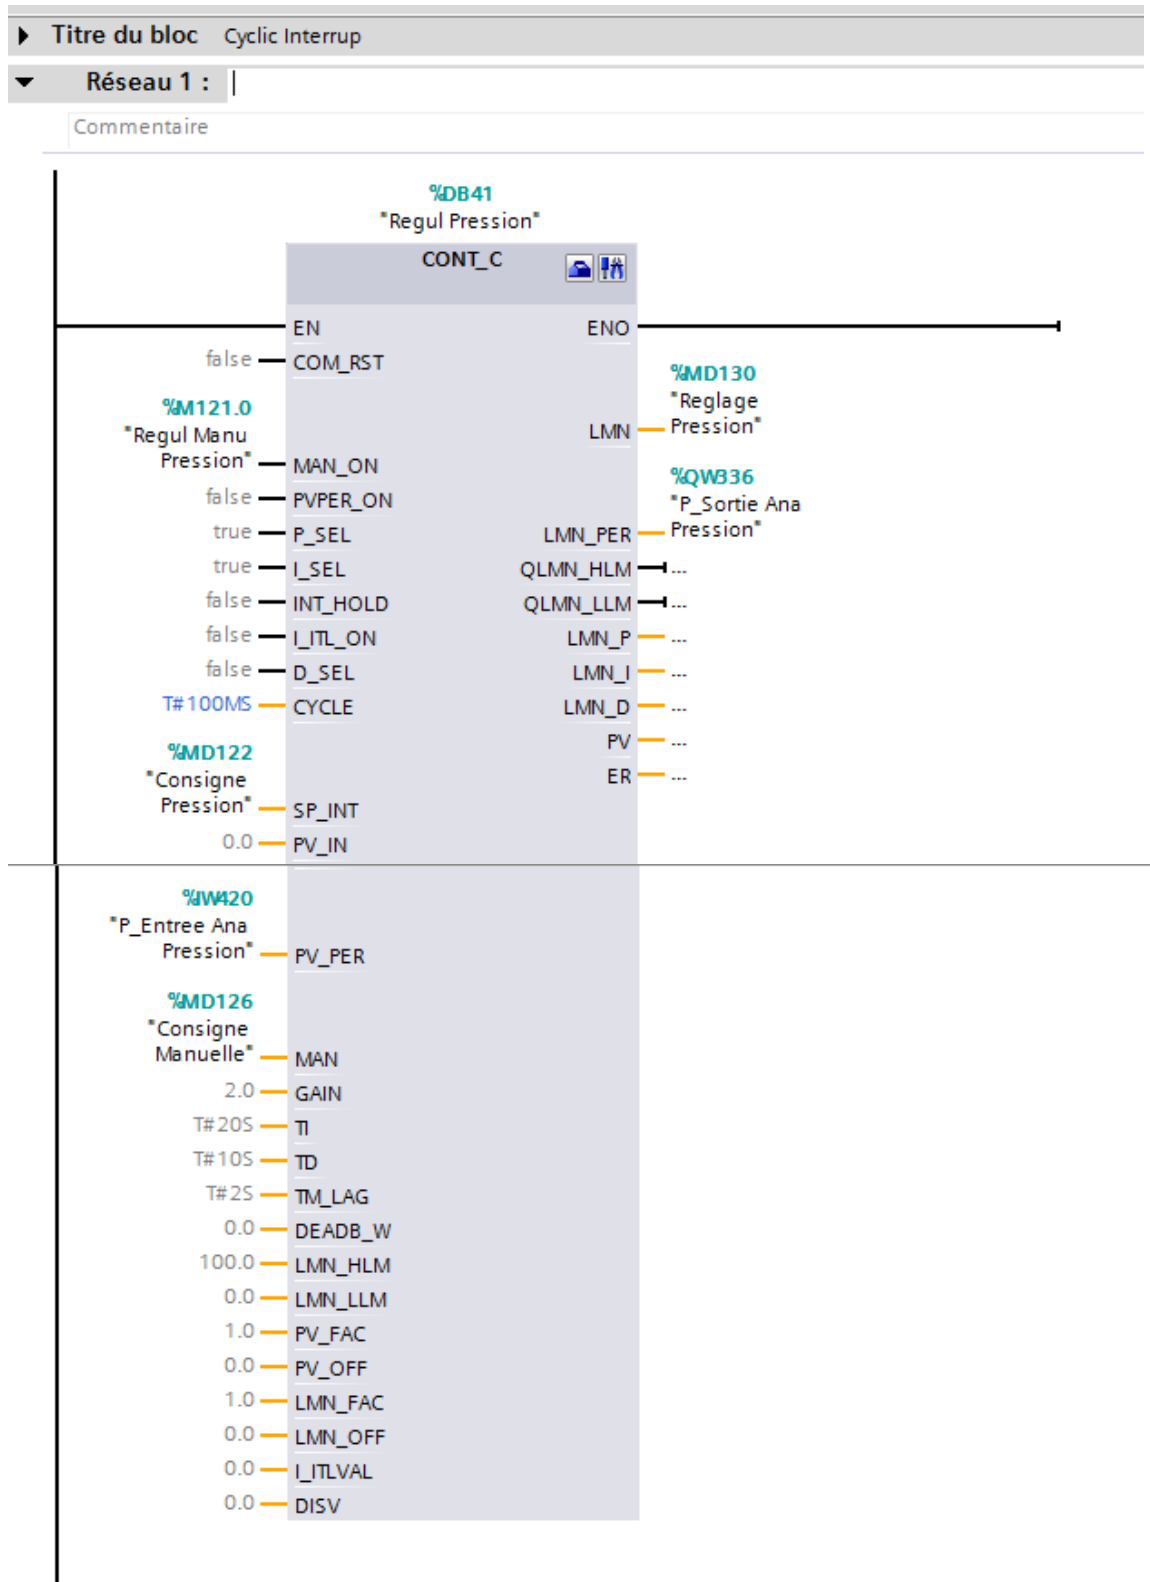 Titre du bloc Cyclic Interrup
Réseau 1 :
Commentaire
%DB41
"Regul Pression"
CONT_C
EN ENO
false COM_RST
%MD130
"Reglage
Pression"
%M121.0
"Regul Manu
Pression"
LMN
MAN_ON
%QW336
"P_Sortie Ana
Pression"
false PVPER_ON
true P_SEL LMN_PER
true I_SEL QLMN_HLM ...
false INT_HOLD QLMN_LLM ...
false I_ITL_ON LMN_P ...
false D_SEL LMN_I ...
T#100MS CYCLE LMN_D ...
PV ...
%MD122
"Consigne
Pression"
ER ...
SP_INT
0.0 PV_IN
%IW420
"P_Entree Ana
Pression"
PV_PER
%MD126
"Consigne
Manuelle"
MAN
2.0 GAIN
T#20S TI
T#10S TD
T#2S TM_LAG
0.0 DEADB_W
100.0 LMN_HLM
0.0 LMN_LLM
1.0 PV_FAC
0.0 PV_OFF
1.0 LMN_FAC
0.0 LMN_OFF
0.0 I_ITLVAL
0.0 DISV